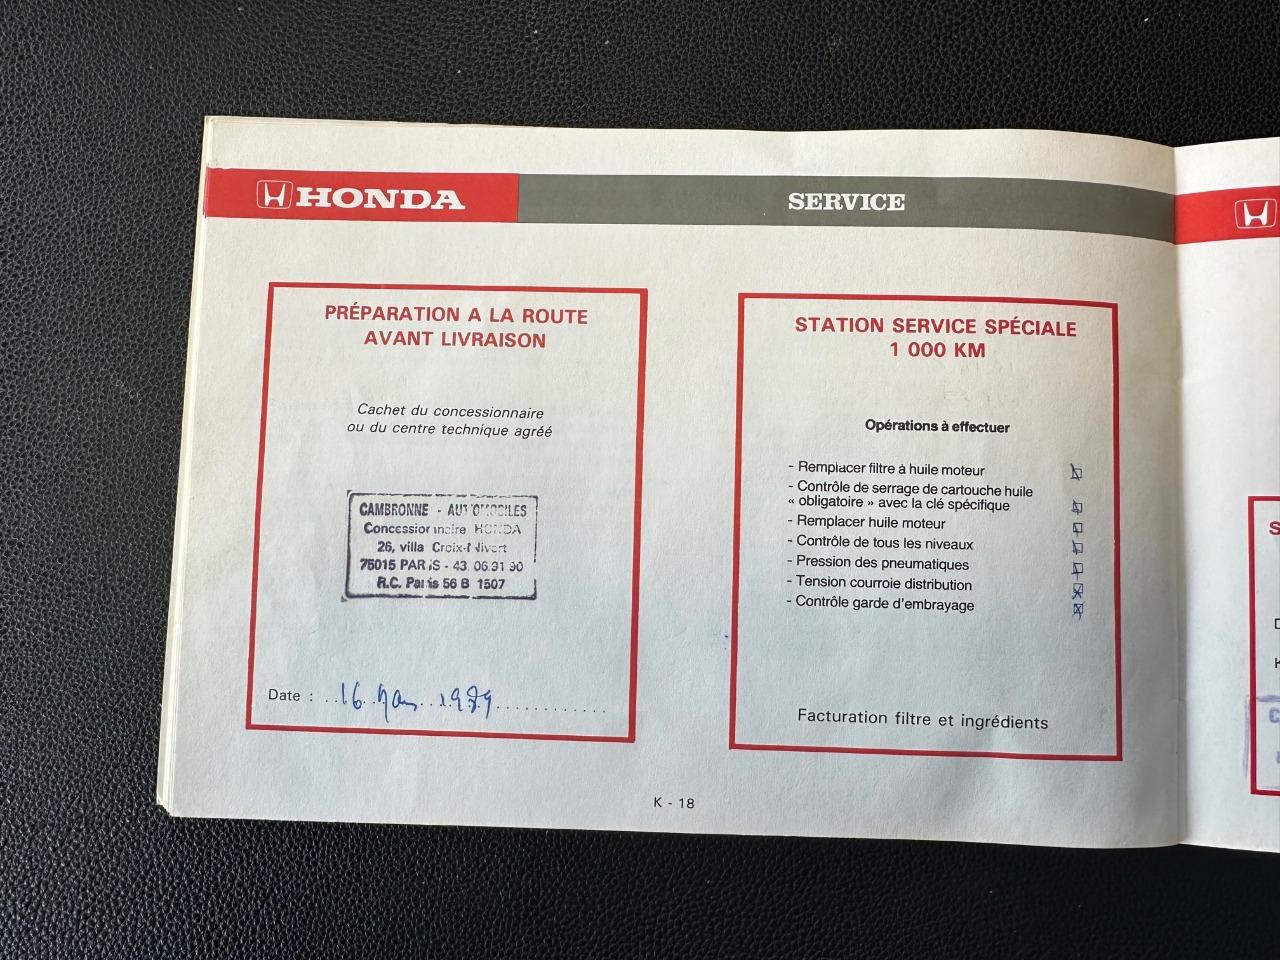 HONDA
SERVICE
PRÉPARATION A LA ROUTE
AVANT LIVRAISON
Cachet du concessionnaire
ou du centre technique agréé
CAMBRONNE - AUTOMOBILES
Concessionnaire HONDA
26, villa Croix-Nivert
75015 PARIS - 43 06.91 90
R.C. Paris 56 B 1507
Date : 16 1989
K - 18
STATION SERVICE SPÉCIALE
1 000 KM
Opérations à effectuer
- Remplacer filtre à huile moteur
- Contrôle de serrage de cartouche huile
« obligatoire » avec la clé spécifique
- Remplacer huile moteur
- Contrôle de tous les niveaux
- Pression des pneumatiques
- Tension courroie distribution
- Contrôle garde d'embrayage
Facturation filtre et ingrédients